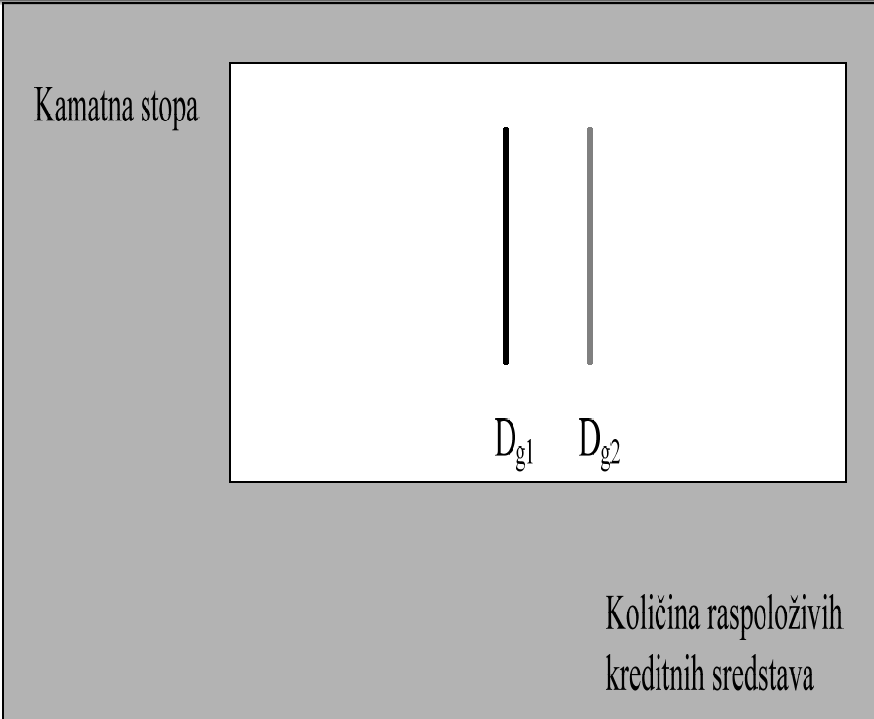 Kamatna stopa
Dg1 Dg2
Količina raspoloživih
kreditnih sredstava